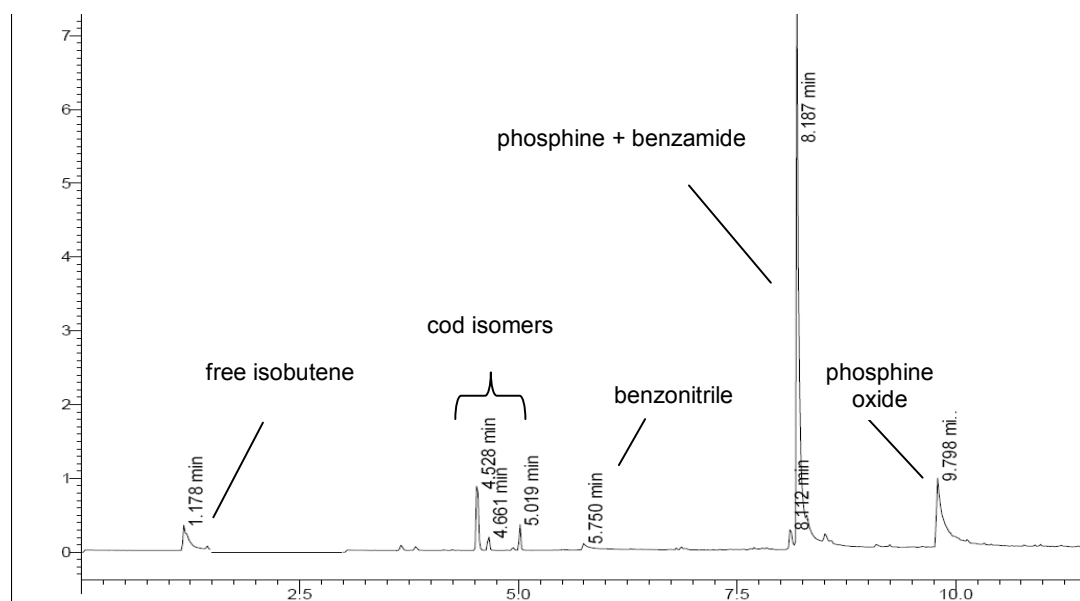 7
6
5
4
3
2
1
0
phosphine + benzamide
8.187 min
cod isomers
free isobutene
benzonitrile
phosphine
oxide
1.178 min
4.528 min
4.661 min
5.019 min
5.750 min
8.112 min
9.798 mi..
2.5
5.0
7.5
10.0